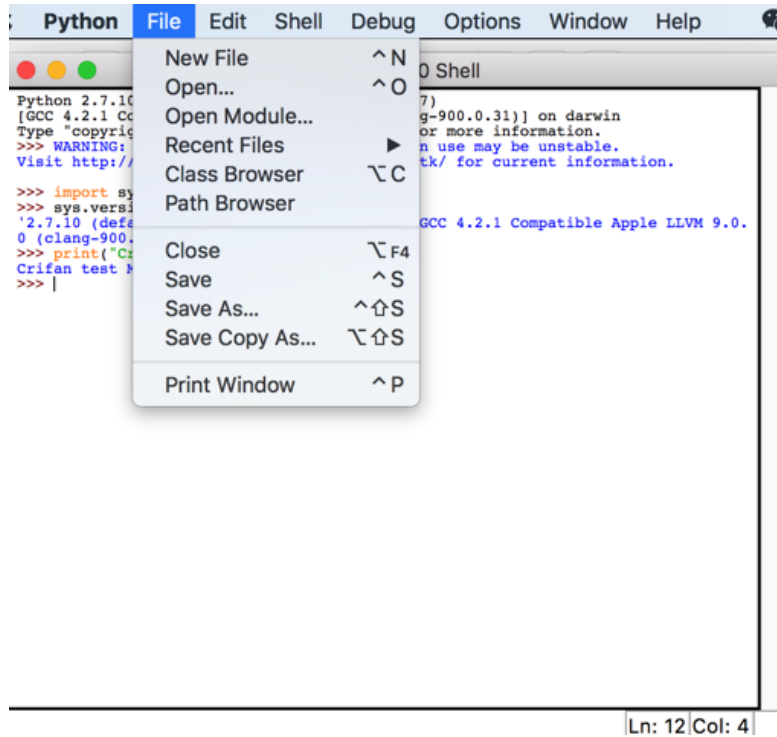 Python File Edit Shell Debug Options Window Help
0 Shell
New File ^N
Open... ^O
Open Module...
Recent Files ▶
Class Browser ⌥C
Path Browser
Close ⌥F4
Save ^S
Save As... ^⇧S
Save Copy As... ⌥⇧S
Print Window ^P
Python 2.7.10 7)
[GCC 4.2.1 Co g-900.0.31)] on darwin
Type "copyrig or more information.
>>> WARNING: n use may be unstable.
Visit http:// tk/ for current information.
>>> import sy
>>> sys.versi
'2.7.10 (defa GCC 4.2.1 Compatible Apple LLVM 9.0.
0 (clang-900.
>>> print("Cr
Crifan test M
>>>
Ln: 12 Col: 4